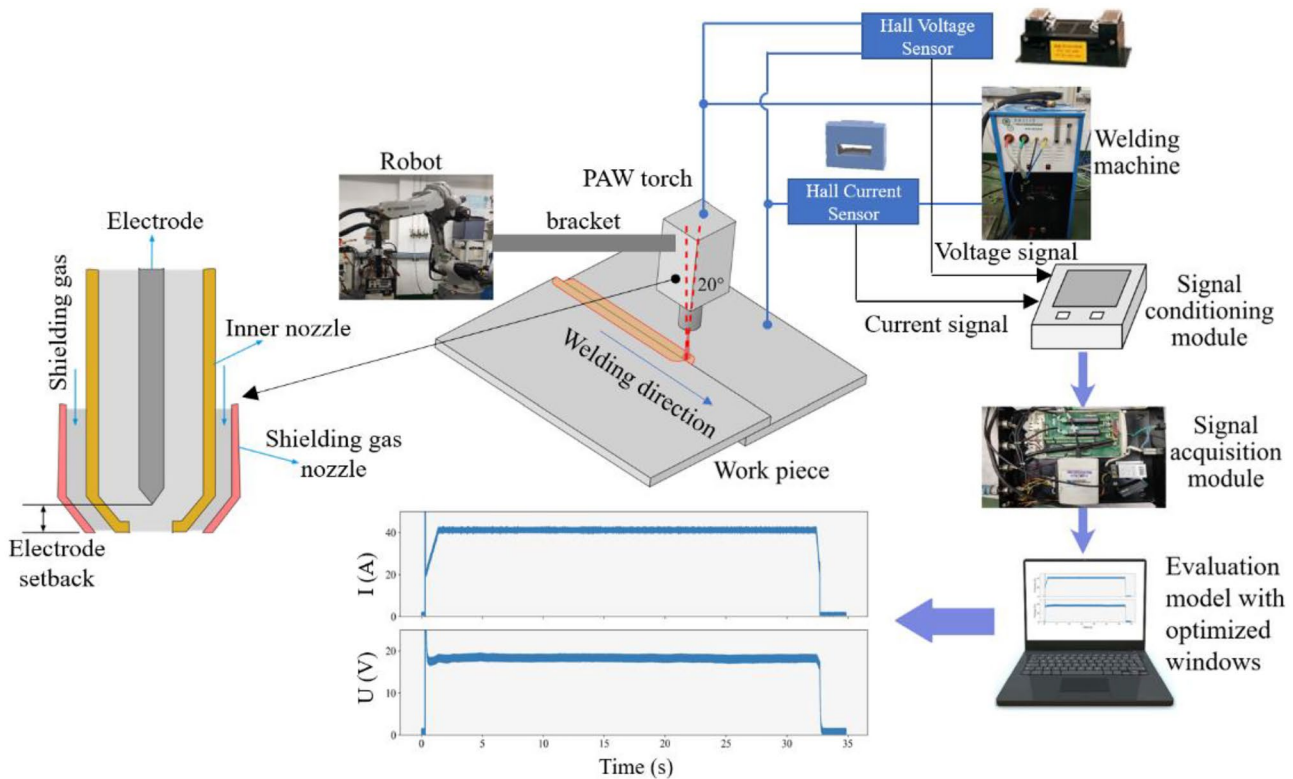 Hall Voltage
Sensor
Welding
machine
Robot
PAW torch
Hall Current
Sensor
Electrode
bracket
Voltage signal
20°
Shielding gas
Inner nozzle
Current signal
Signal
conditioning
module
Welding direction
Shielding gas
nozzle
Work piece
Signal
acquisition
module
Electrode
setback
I (A)
40
20
0
U (V)
20
10
0
0
5
10
15
20
25
30
35
Time (s)
Evaluation
model with
optimized
windows